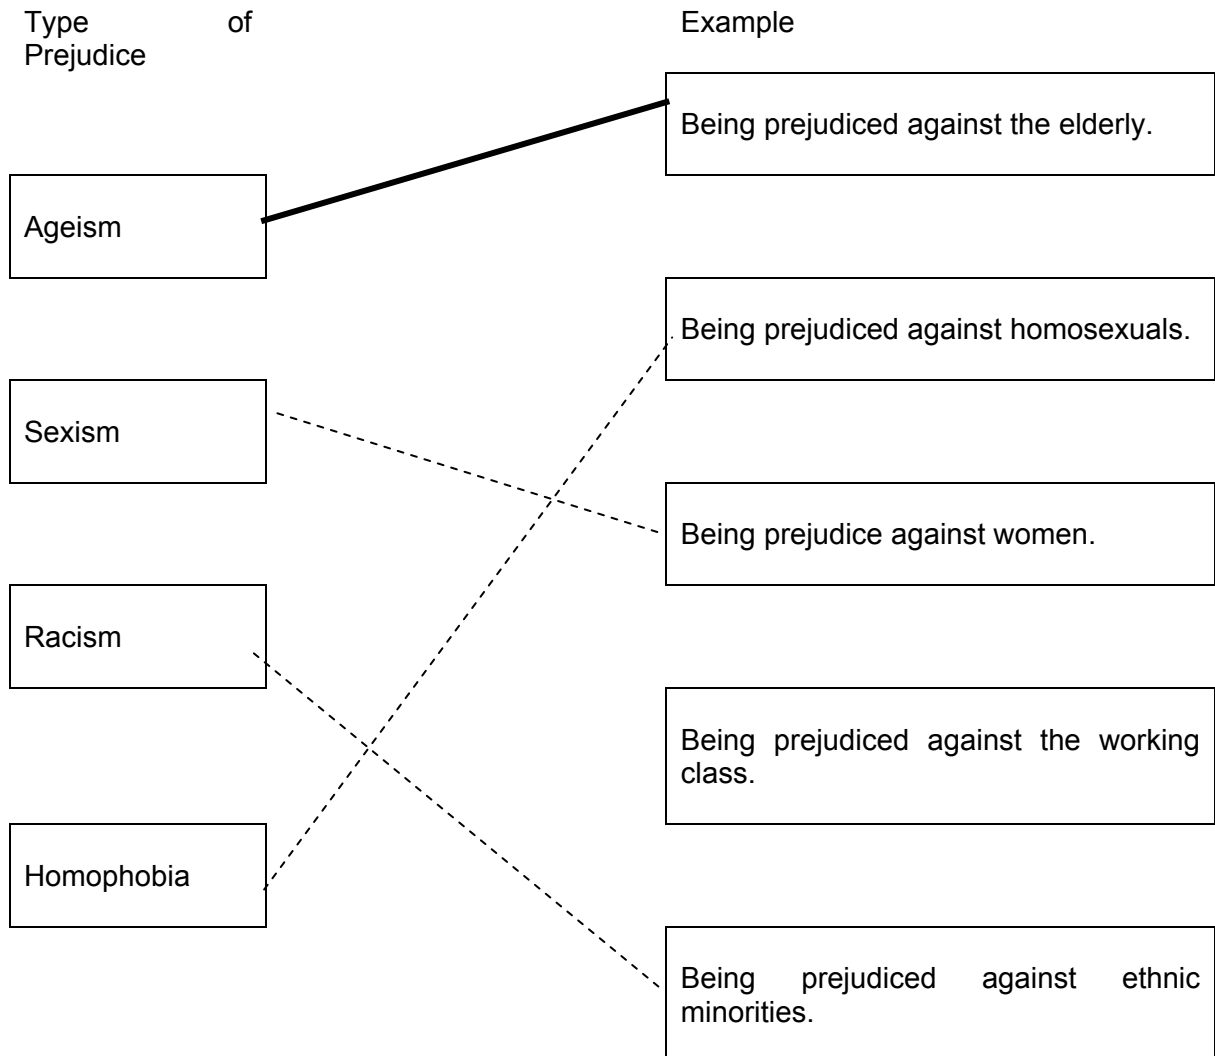 Type of
Prejudice
Example
Being prejudiced against the elderly.
Ageism
Being prejudiced against homosexuals.
Sexism
Being prejudice against women.
Racism
Being prejudiced against the working
class.
Homophobia
Being prejudiced against ethnic
minorities.